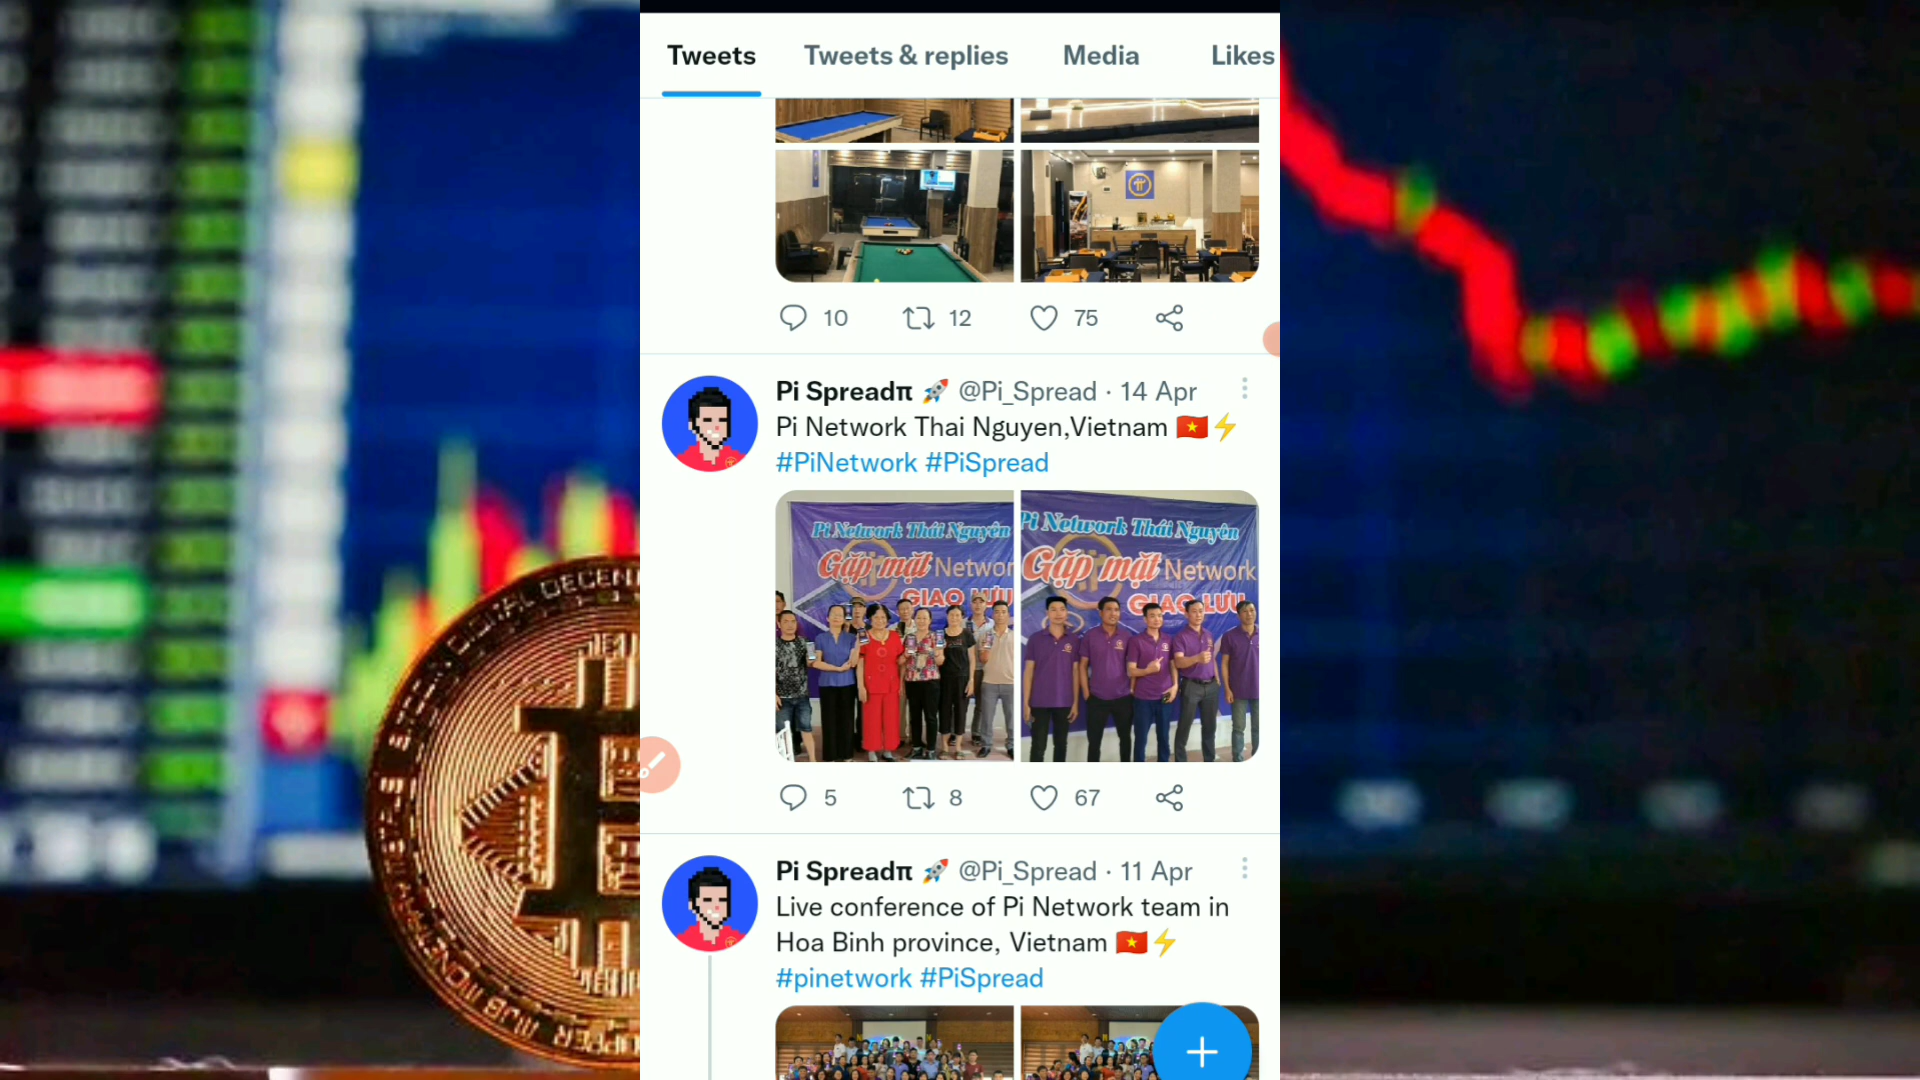 Tweets Tweets & replies Media Likes
10 12 75
Pi Spreadπ 🚀 @Pi_Spread · 14 Apr
Pi Network Thai Nguyen,Vietnam 🇻🇳⚡
#PiNetwork #PiSpread
Pi Network Thái Nguyên
Gặp mặt Networ
GIAO LƯU
Pi Network Thái Nguyên
Gặp mặt Network
GIAO LƯU
5 8 67
Pi Spreadπ 🚀 @Pi_Spread · 11 Apr
Live conference of Pi Network team in
Hoa Binh province, Vietnam 🇻🇳⚡
#pinetwork #PiSpread
DIGITAL DECEN